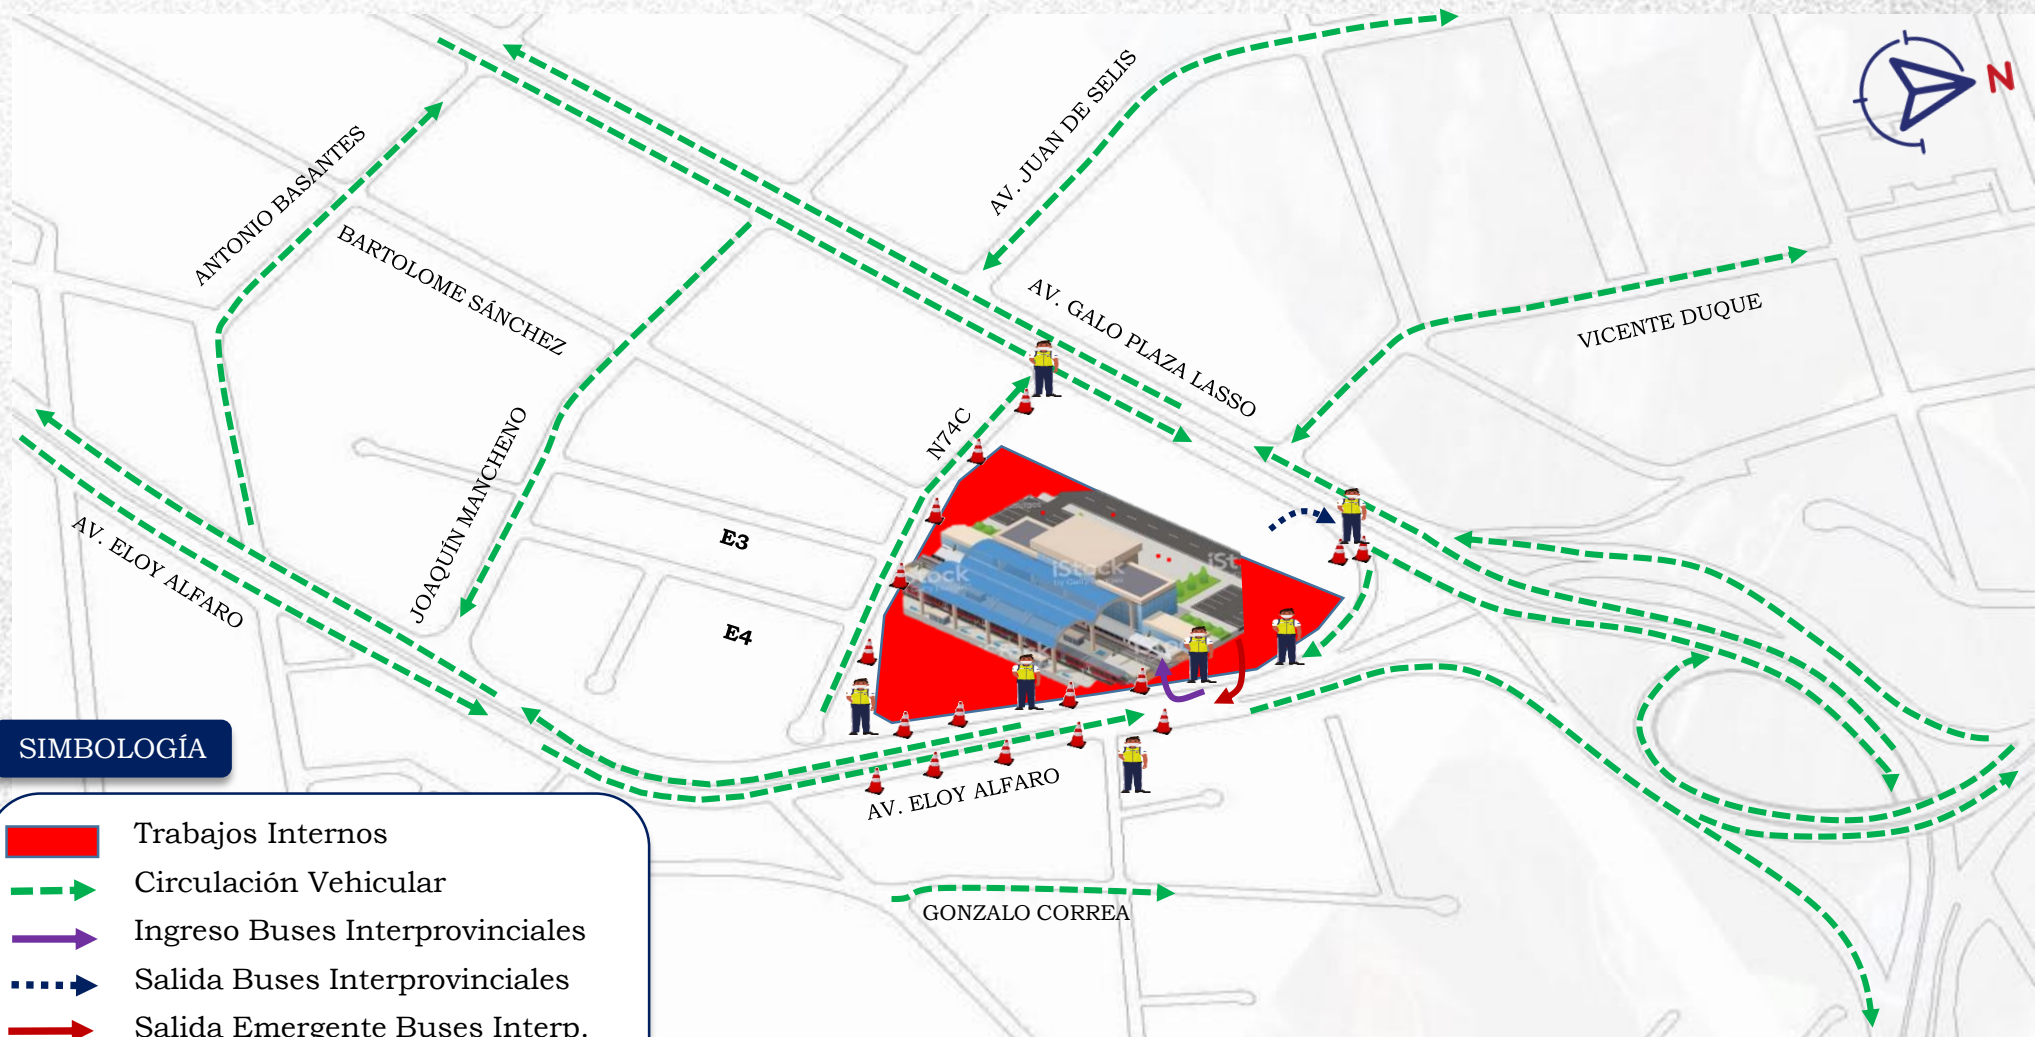 N
AV. JUAN DE SELIS
ANTONIO BASANTES
BARTOLOME SÁNCHEZ
AV. GALO PLAZA LASSO
VICENTE DUQUE
N74C
JOAQUÍN MANCHENO
AV. ELOY ALFARO
E3
E4
iStock
iSt
AV. ELOY ALFARO
GONZALO CORREA
SIMBOLOGÍA
Trabajos Internos
Circulación Vehicular
Ingreso Buses Interprovinciales
Salida Buses Interprovinciales
Salida Emergente Buses Interp.